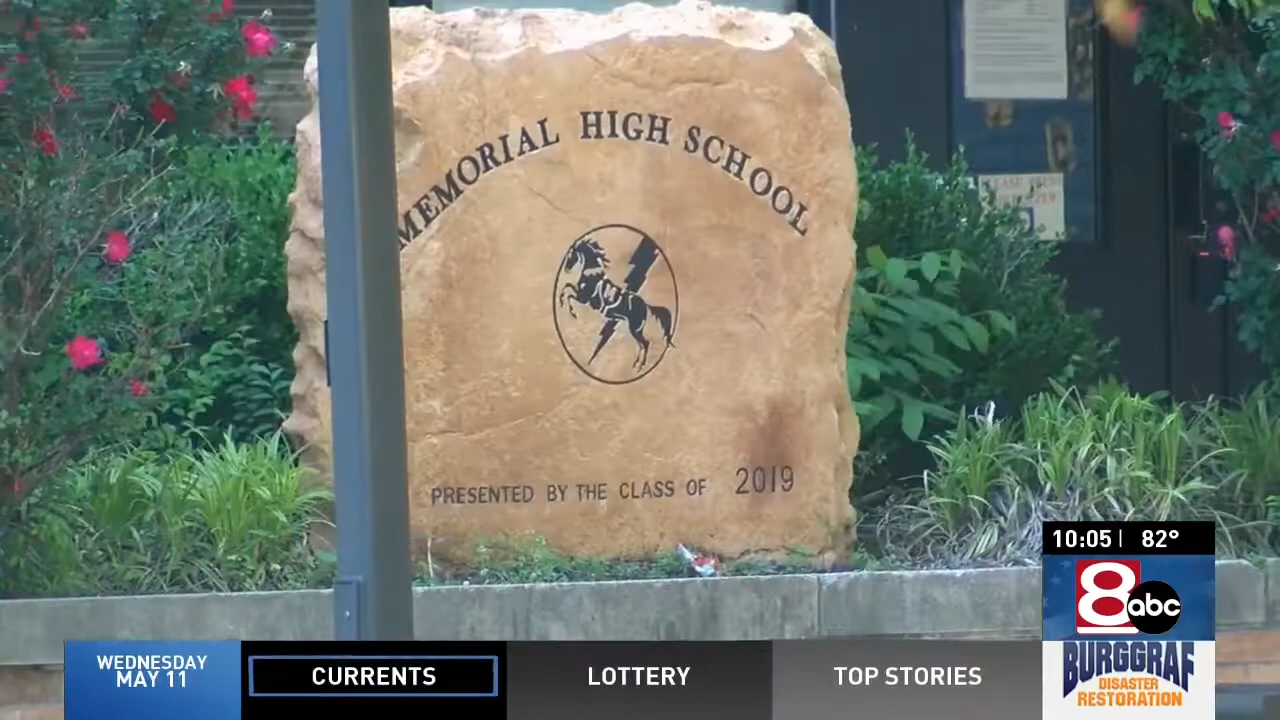 MEMORIAL HIGH SCHOOL
PRESENTED BY THE CLASS OF 2019
10:05 | 82°
8 abc
WEDNESDAY
MAY 11
CURRENTS
LOTTERY
TOP STORIES
BURGGRAF
DISASTER
RESTORATION